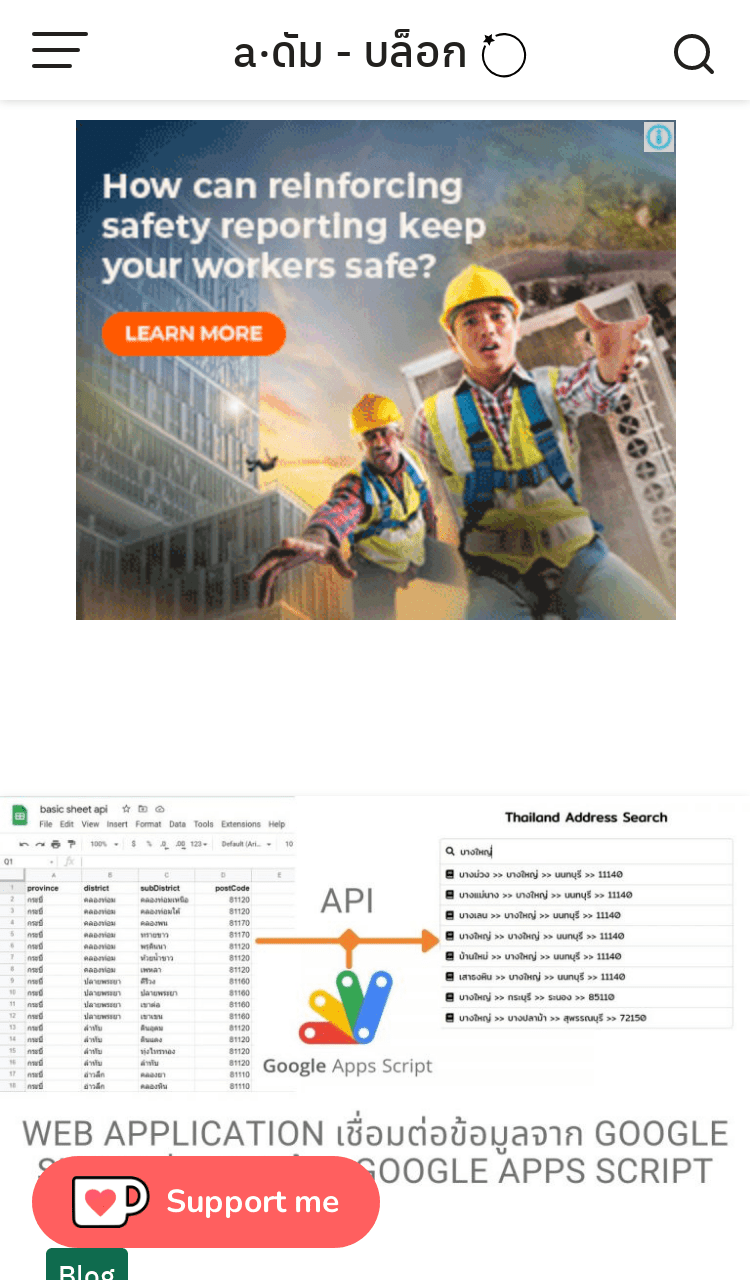 a·ดัม - บล็อก
How can reinforcing
safety reporting keep
your workers safe?
LEARN MORE
basic sheet api
File Edit View Insert Format Data Tools Extensions Help
100% $ % .0 .00 123 Default (Ari... 10
Q1 fx
A B C D E
1 province district subDistrict postCode
2 กระบี่ คลองท่อม คลองท่อมเหนือ 81120
3 กระบี่ คลองท่อม คลองท่อมใต้ 81120
4 กระบี่ คลองท่อม คลองพน 81170
5 กระบี่ คลองท่อม ทรายขาว 81170
6 กระบี่ คลองท่อม พรุดินนา 81120
7 กระบี่ คลองท่อม ห้วยน้ำขาว 81120
8 กระบี่ คลองท่อม เพหลา 81120
9 กระบี่ ปลายพระยา คีรีวง 81160
10 กระบี่ ปลายพระยา ปลายพระยา 81160
11 กระบี่ ปลายพระยา เขาต่อ 81160
12 กระบี่ ปลายพระยา เขาเขน 81160
13 กระบี่ ลำทับ ดินอุดม 81120
14 กระบี่ ลำทับ ดินแดง 81120
15 กระบี่ ลำทับ ทุ่งไทรทอง 81120
16 กระบี่ ลำทับ ลำทับ 81120
17 กระบี่ อ่าวลึก คลองยา 81110
18 กระบี่ อ่าวลึก คลองหิน 81110
API
Google Apps Script
Thailand Address Search
บางใหญ่
บางม่วง >> บางใหญ่ >> นนทบุรี >> 11140
บางแม่นาง >> บางใหญ่ >> นนทบุรี >> 11140
บางเลน >> บางใหญ่ >> นนทบุรี >> 11140
บางใหญ่ >> บางใหญ่ >> นนทบุรี >> 11140
บ้านใหม่ >> บางใหญ่ >> นนทบุรี >> 11140
เสาธงหิน >> บางใหญ่ >> นนทบุรี >> 11140
บางใหญ่ >> กระบุรี >> ระนอง >> 85110
บางใหญ่ >> บางปลาม้า >> สุพรรณบุรี >> 72150
WEB APPLICATION เชื่อมต่อข้อมูลจาก GOOGLE
GOOGLE APPS SCRIPT
Support me
Blog